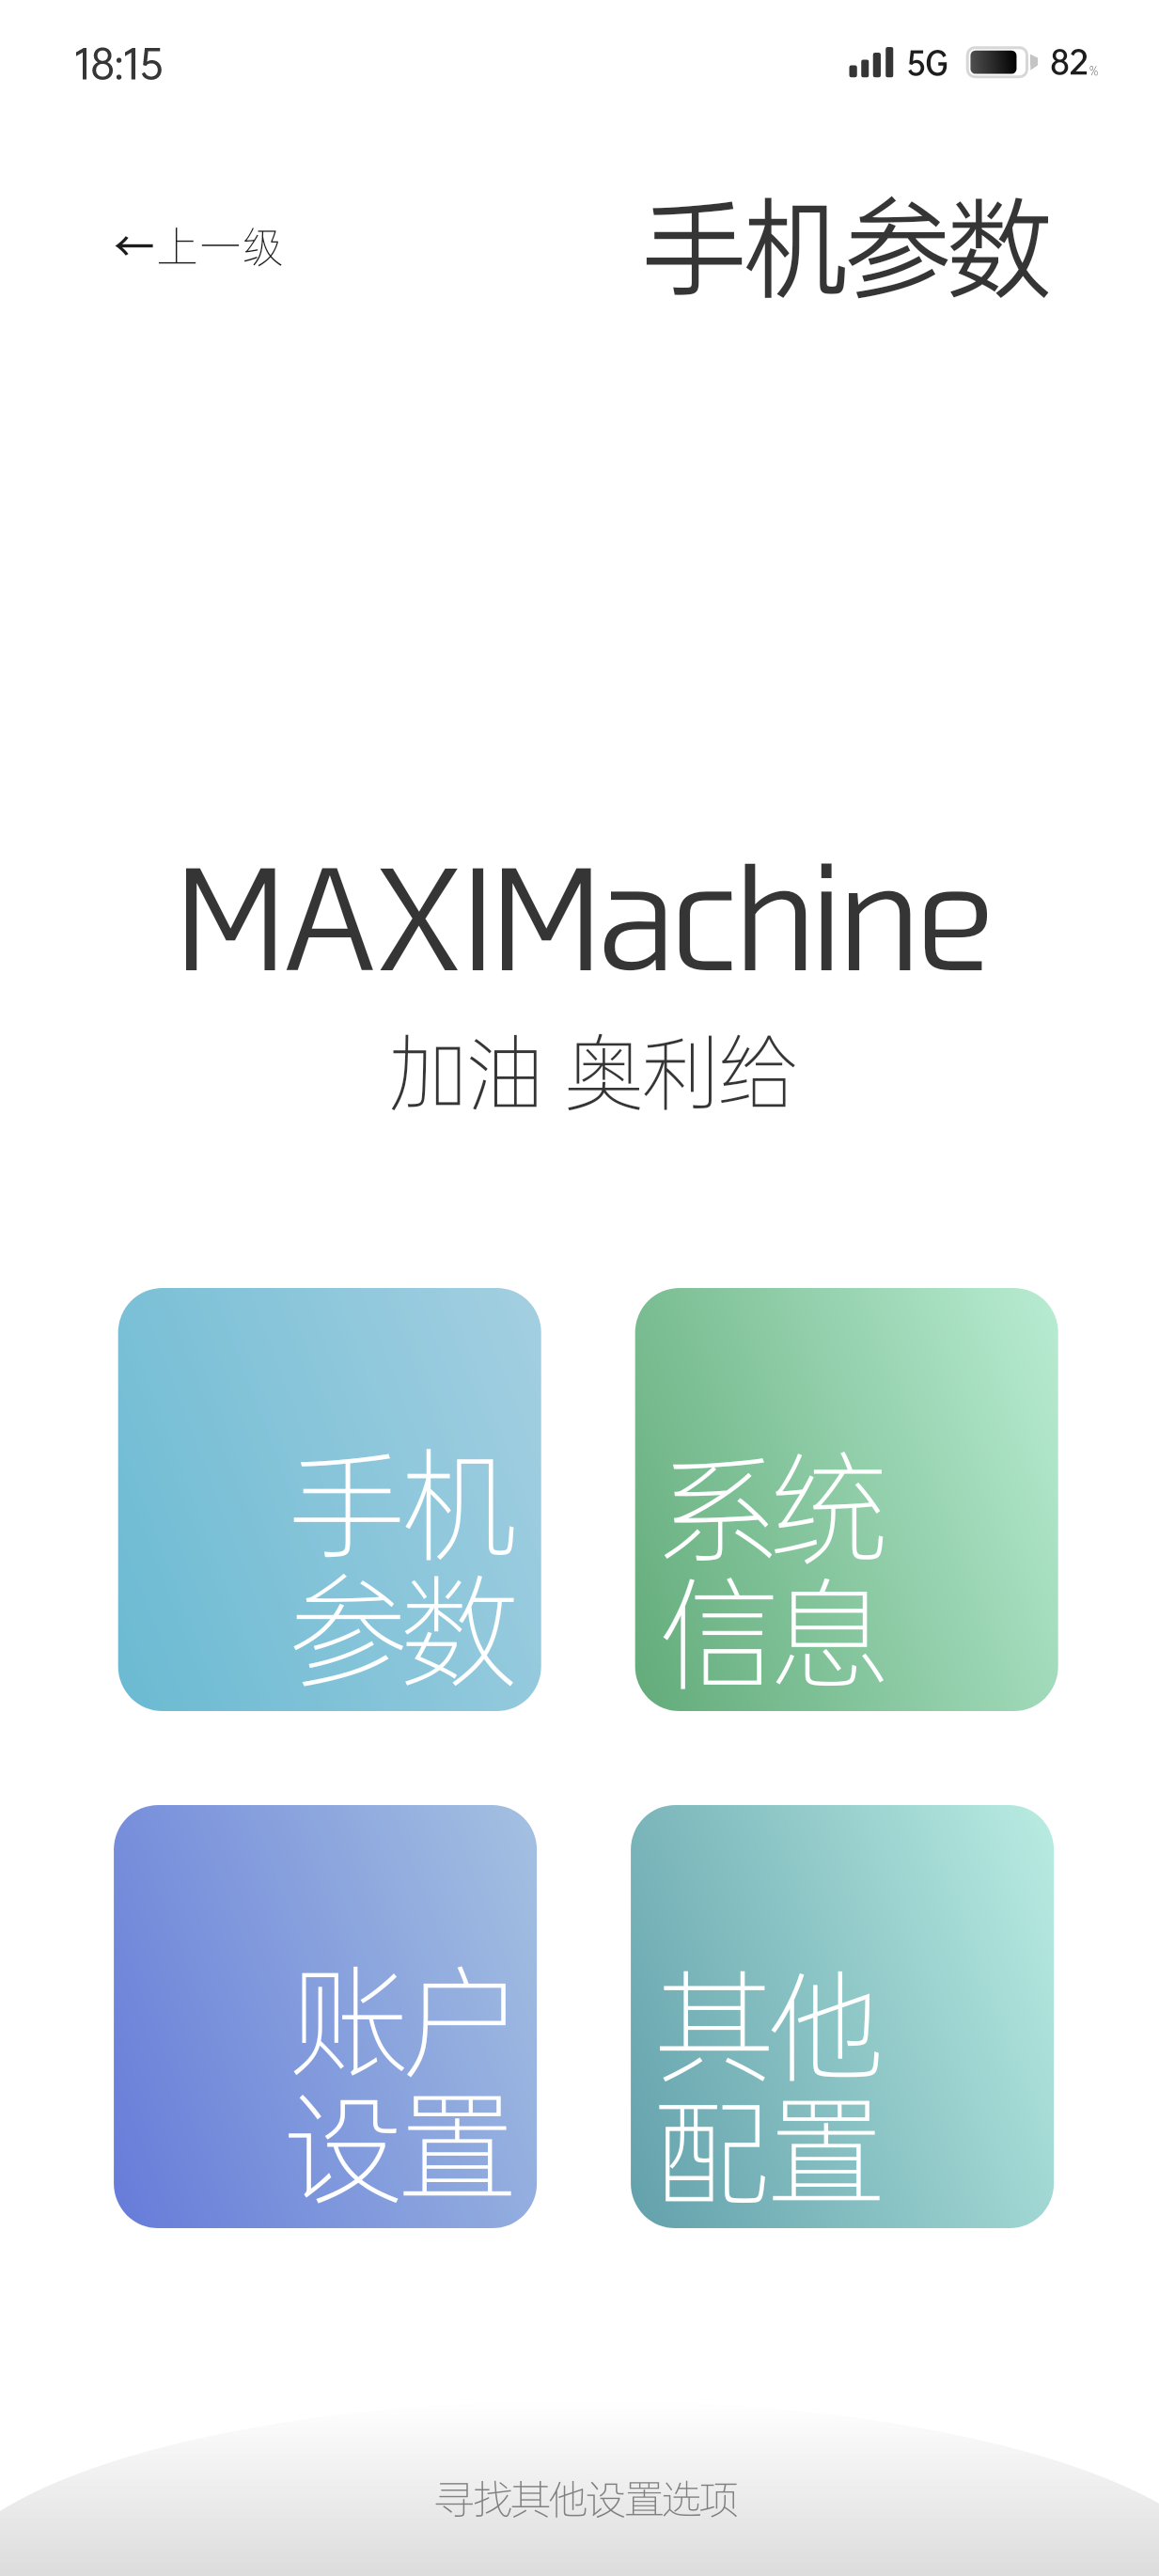 18:15
5G 82%
←上一级
手机参数
MAXIMachine
加油 奥利给
手机
参数
系统
信息
账户
设置
其他
配置
寻找其他设置选项